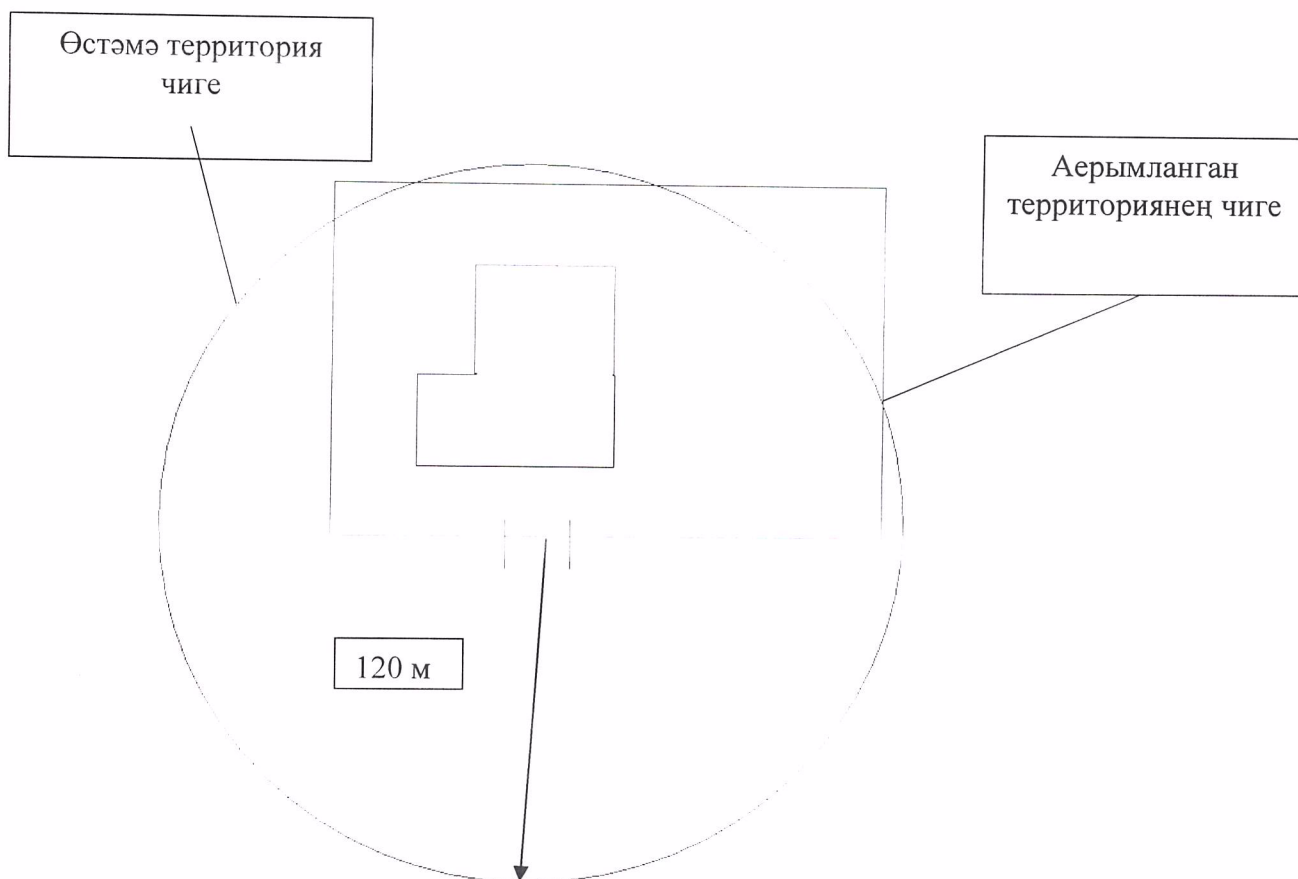 Өстәмә территория
чиге
Аерымланган
территориянең чиге
120 м